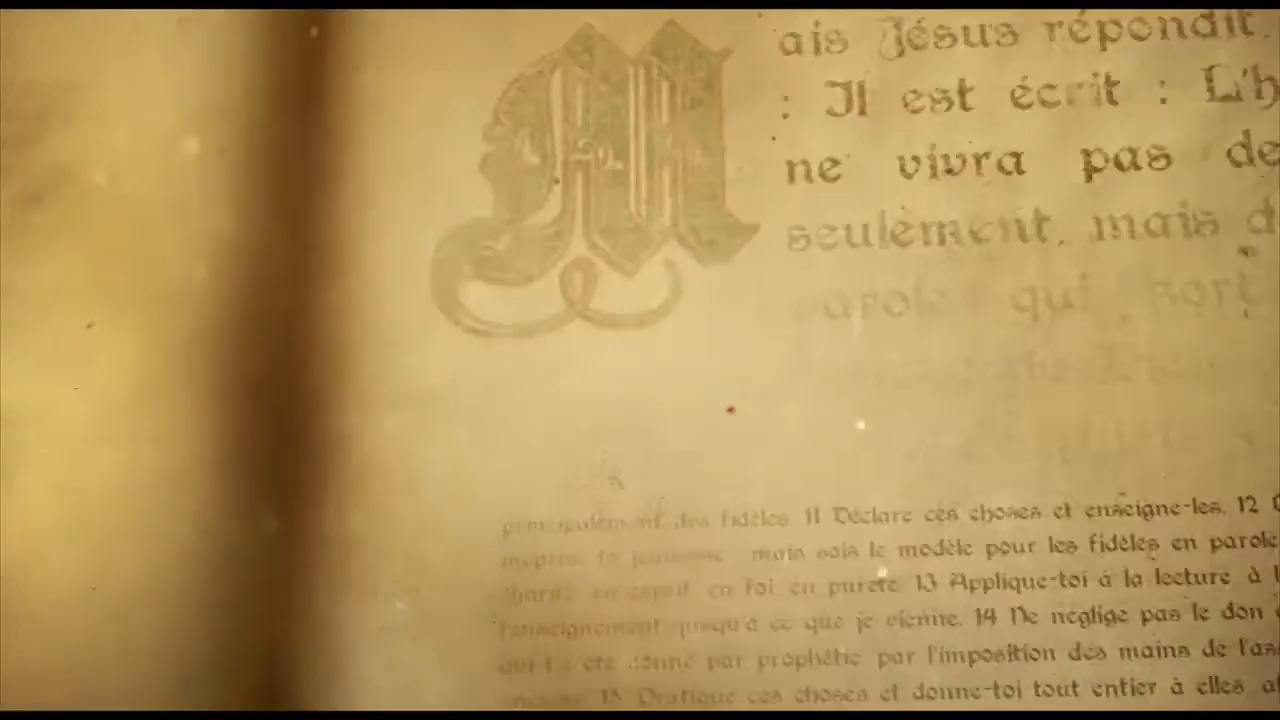 Mais Jésus répondit
: Il est écrit : L'h
ne vivra pas de
seulement, mais d
parole qui sort
principalement des fidèles. 11 Déclare ces choses et enseigne-les. 12
méprise ta jeunesse mais sois le modèle pour les fidèles en parole
charité en esprit en foi en pureté. 13 Applique-toi à la lecture, à l
l'enseignement jusqu'à ce que je vienne. 14 Ne néglige pas le don
qui t'a été donné par prophétie par l'imposition des mains de l'as
15 Pratique ces choses et donne-toi tout entier à elles, af